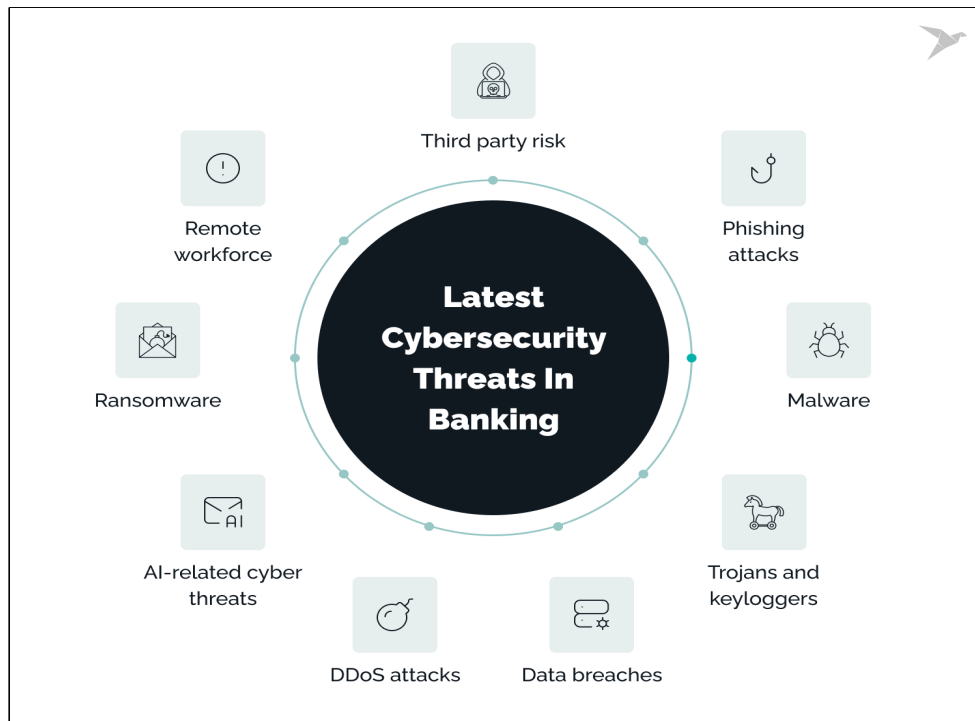 Third party risk
Remote
workforce
Phishing
attacks
Latest
Cybersecurity
Threats In
Banking
Ransomware
Malware
AI
AI-related cyber
threats
Trojans and
keyloggers
DDoS attacks
Data breaches